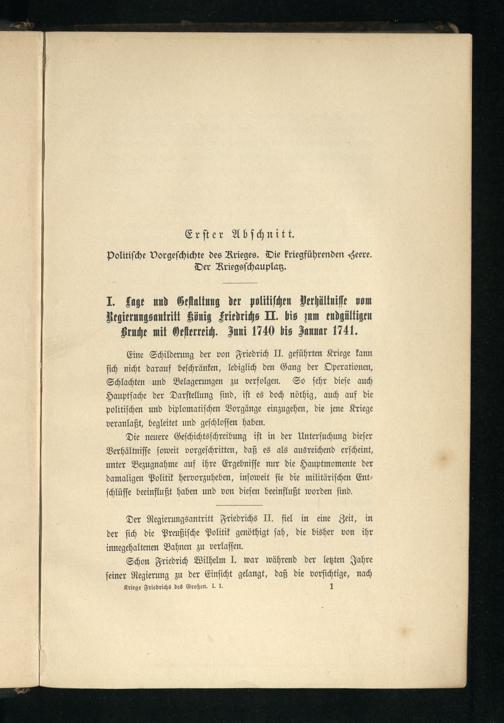 Erster Abschnitt.
Politische Vorgeschichte des Krieges. Die kriegführenden Heere.
Der Kriegsschauplatz.
I. Lage und Gestaltung der politischen Verhältnisse vom
Regierungsantritt König Friedrichs II. bis zum endgültigen
Bruche mit Oesterreich. Juni 1740 bis Januar 1741.
Eine Schilderung der von Friedrich II. geführten Kriege kann
sich nicht darauf beschränken, lediglich den Gang der Operationen,
Schlachten und Belagerungen zu verfolgen. So sehr diese auch
Hauptsache der Darstellung sind, ist es doch nöthig, auch auf die
politischen und diplomatischen Vorgänge einzugehen, die jene Kriege
veranlaßt, begleitet und geschlossen haben.
Die neuere Geschichtsschreibung ist in der Untersuchung dieser
Verhältnisse soweit vorgeschritten, daß es als ausreichend erscheint,
unter Bezugnahme auf ihre Ergebnisse nur die Hauptmomente der
damaligen Politik hervorzuheben, insoweit sie die militärischen Ent-
schlüsse beeinflußt haben und von diesen beeinflußt worden sind.
Der Regierungsantritt Friedrichs II. fiel in eine Zeit, in
der sich die Preußische Politik genöthigt sah, die bisher von ihr
innegehaltenen Bahnen zu verlassen.
Schon Friedrich Wilhelm I. war während der letzten Jahre
seiner Regierung zu der Einsicht gelangt, daß die vorsichtige, nach
Kriege Friedrichs des Großen. I. 1. 1